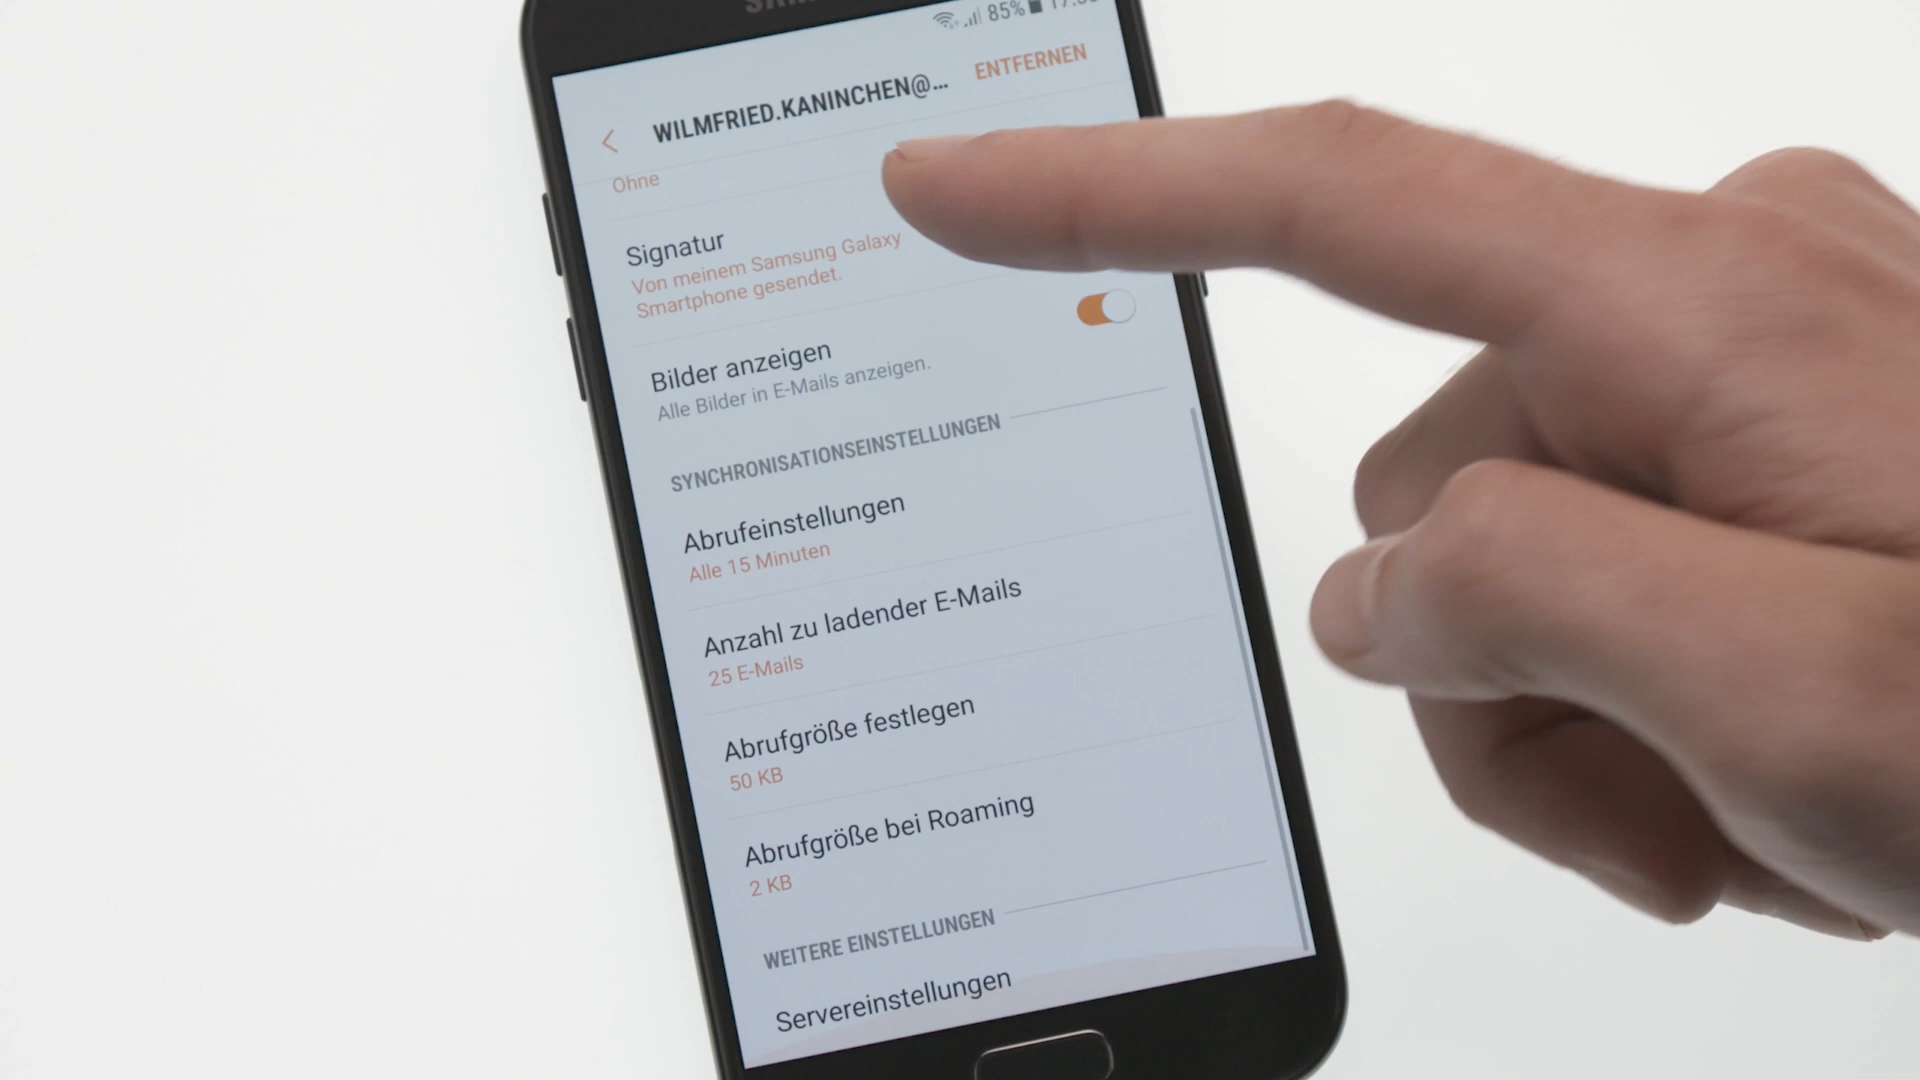 85%
WILMFRIED.KANINCHEN@... ENTFERNEN
Ohne
Signatur
Von meinem Samsung Galaxy
Smartphone gesendet.
Bilder anzeigen
Alle Bilder in E-Mails anzeigen.
SYNCHRONISATIONSEINSTELLUNGEN
Abrufeinstellungen
Alle 15 Minuten
Anzahl zu ladender E-Mails
25 E-Mails
Abrufgröße festlegen
50 KB
Abrufgröße bei Roaming
2 KB
WEITERE EINSTELLUNGEN
Servereinstellungen